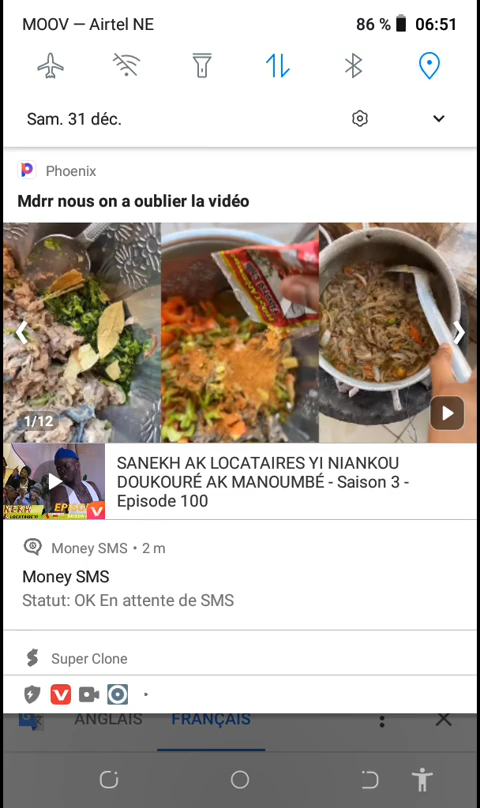 MOOV — Airtel NE
86 % 06:51
Sam. 31 déc.
Phoenix
Mdrr nous on a oublier la vidéo
1/12
SANEKH AK LOCATAIRES YI NIANKOU
DOUKOURÉ AK MANOUMBÉ - Saison 3 -
Episode 100
Money SMS • 2 m
Money SMS
Statut: OK En attente de SMS
Super Clone
ANGLAIS FRANÇAIS